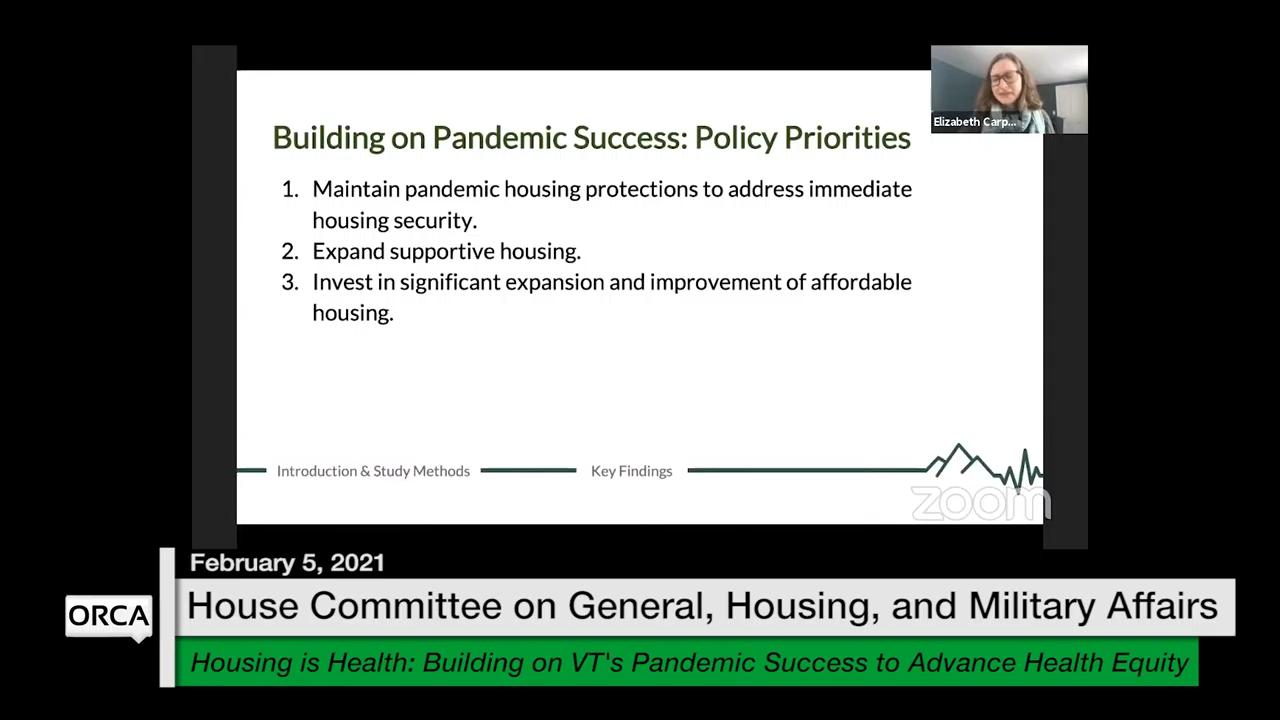 Elizabeth Carp...
Building on Pandemic Success: Policy Priorities
1. Maintain pandemic housing protections to address immediate
housing security.
2. Expand supportive housing.
3. Invest in significant expansion and improvement of affordable
housing.
Introduction & Study Methods
Key Findings
zoom
February 5, 2021
ORCA
House Committee on General, Housing, and Military Affairs
Housing is Health: Building on VT's Pandemic Success to Advance Health Equity